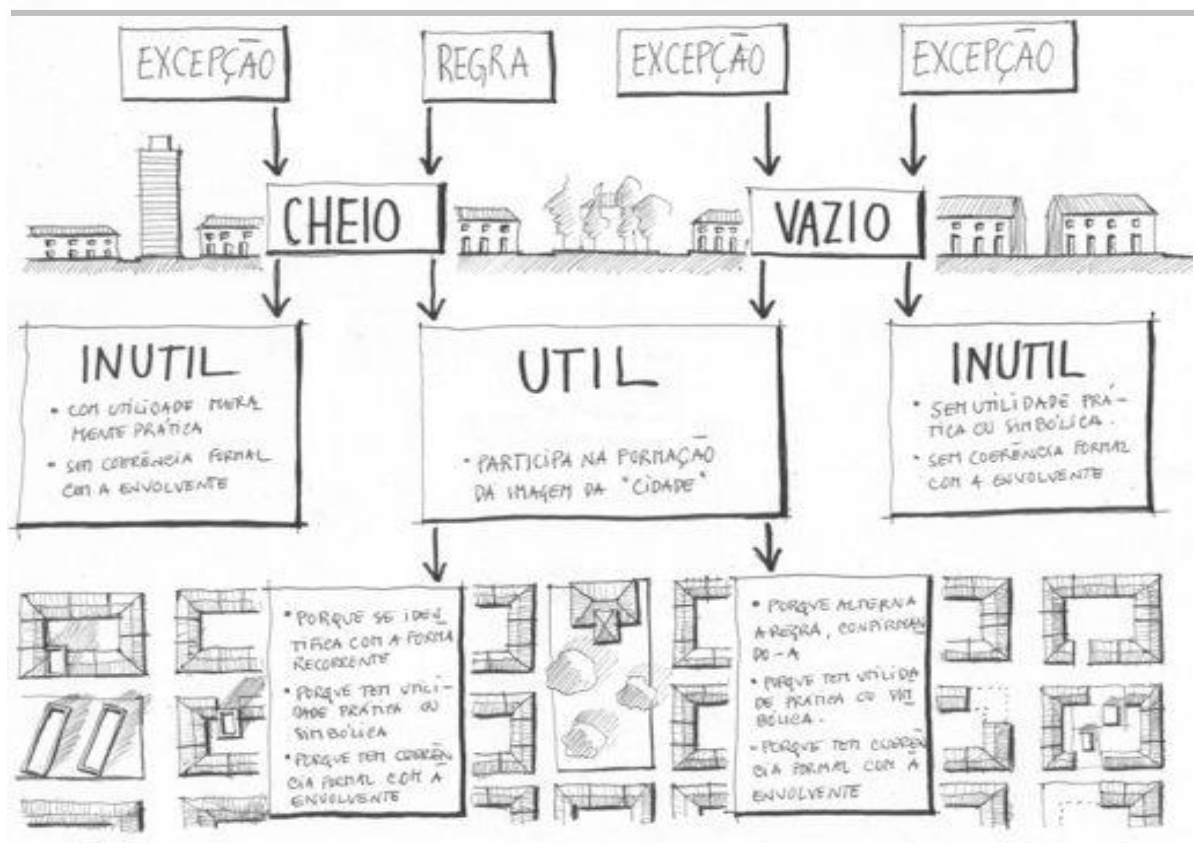 EXCEPÇÃO
REGRA
EXCEPÇÃO
EXCEPÇÃO
CHEIO
VAZIO
INUTIL
• COM UTILIDADE MERA
MENTE PRÁTICA
• SEM COERÊNCIA FORMAL
COM A ENVOLVENTE
UTIL
• PARTICIPA NA FORMAÇÃO
DA IMAGEM DA "CIDADE"
INUTIL
• SEM UTILIDADE PRÁ-
TICA OU SIMBÓLICA.
• SEM COERÊNCIA FORMAL
COM A ENVOLVENTE
• PORQUE SE IDEN
TIFICA COM A FORMA
RECORRENTE
• PORQUE TEM UTILI-
DADE PRÁTICA OU
SIMBÓLICA
• PORQUE TEM COERÊN
CIA FORMAL COM A
ENVOLVENTE
• PORQUE ALTERNA
A REGRA, CONFIRMAN
DO-A
• PORQUE TEM UTILIDA
DE PRÁTICA OU SIM
BÓLICA.
- PORQUE TEM COERÊN
CIA FORMAL COM A
ENVOLVENTE